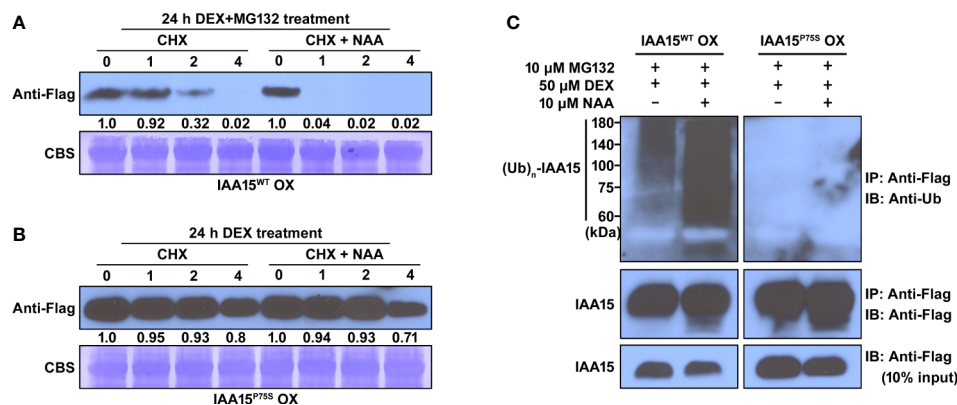 A
24 h DEX+MG132 treatment
CHX CHX + NAA
0 1 2 4 0 1 2 4
Anti-Flag
1.0 0.92 0.32 0.02 1.0 0.04 0.02 0.02
CBS
IAA15WT OX
B
24 h DEX treatment
CHX CHX + NAA
0 1 2 4 0 1 2 4
Anti-Flag
1.0 0.95 0.93 0.8 1.0 0.94 0.93 0.71
CBS
IAA15P75S OX
C
IAA15WT OX IAA15P75S OX
10 µM MG132 + + + +
50 µM DEX + + + +
10 µM NAA − + − +
180
140
100
75
60
(kDa)
(Ub)n-IAA15
IP: Anti-Flag
IB: Anti-Ub
IAA15
IP: Anti-Flag
IB: Anti-Flag
IAA15
IB: Anti-Flag
(10% input)